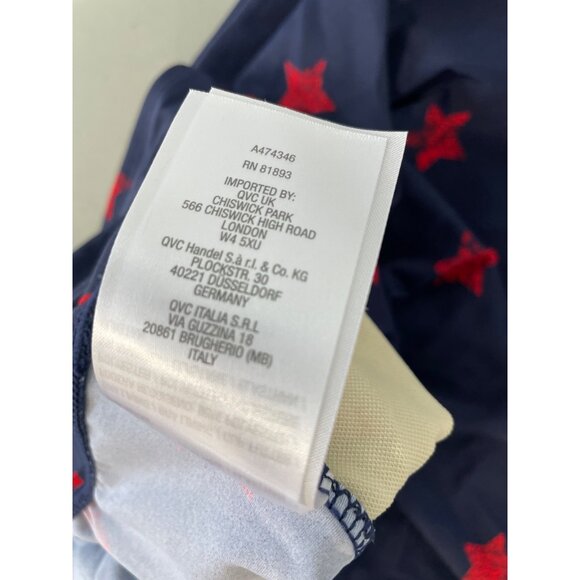 A474346
RN 81893
IMPORTED BY:
QVC UK
CHISWICK PARK
566 CHISWICK HIGH ROAD
LONDON
W4 5XU
QVC Handel S.à r.l. & Co. KG
PLOCKSTR. 30
40221 DÜSSELDORF
GERMANY
QVC ITALIA S.R.L
VIA GUZZINA 18
20861 BRUGHERIO (MB)
ITALY